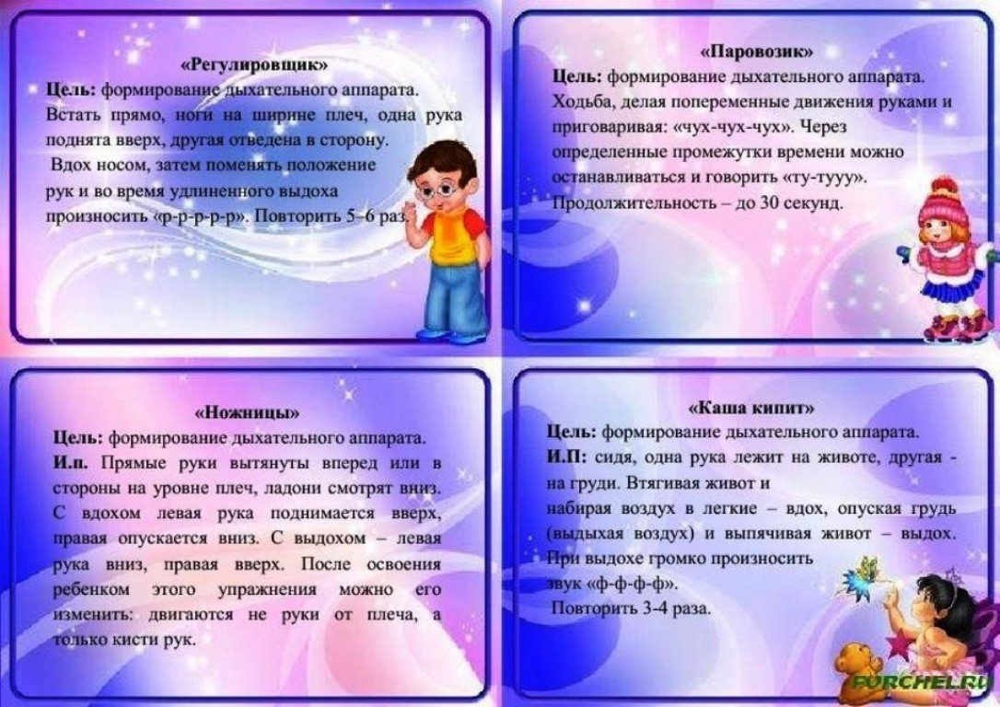 «Регулировщик»
Цель: формирование дыхательного аппарата.
Встать прямо, ноги на ширине плеч, одна рука
поднята вверх, другая отведена в сторону.
Вдох носом, затем поменять положение
рук и во время удлиненного выдоха
произносить «р-р-р-р-р». Повторить 5–6 раз.
«Паровозик»
Цель: формирование дыхательного аппарата.
Ходьба, делая попеременные движения руками и
приговаривая: «чух-чух-чух». Через
определенные промежутки времени можно
останавливаться и говорить «ту-тууу».
Продолжительность – до 30 секунд.
«Ножницы»
Цель: формирование дыхательного аппарата.
И.п. Прямые руки вытянуты вперед или в
стороны на уровне плеч, ладони смотрят вниз.
С вдохом левая рука поднимается вверх,
правая опускается вниз. С выдохом – левая
рука вниз, правая вверх. После освоения
ребенком этого упражнения можно его
изменить: двигаются не руки от плеча, а
только кисти рук.
«Каша кипит»
Цель: формирование дыхательного аппарата.
И.П: сидя, одна рука лежит на животе, другая -
на груди. Втягивая живот и
набирая воздух в легкие – вдох, опуская грудь
(выдыхая воздух) и выпячивая живот – выдох.
При выдохе громко произносить
звук «ф-ф-ф-ф».
Повторить 3-4 раза.
FORCHEL.RU